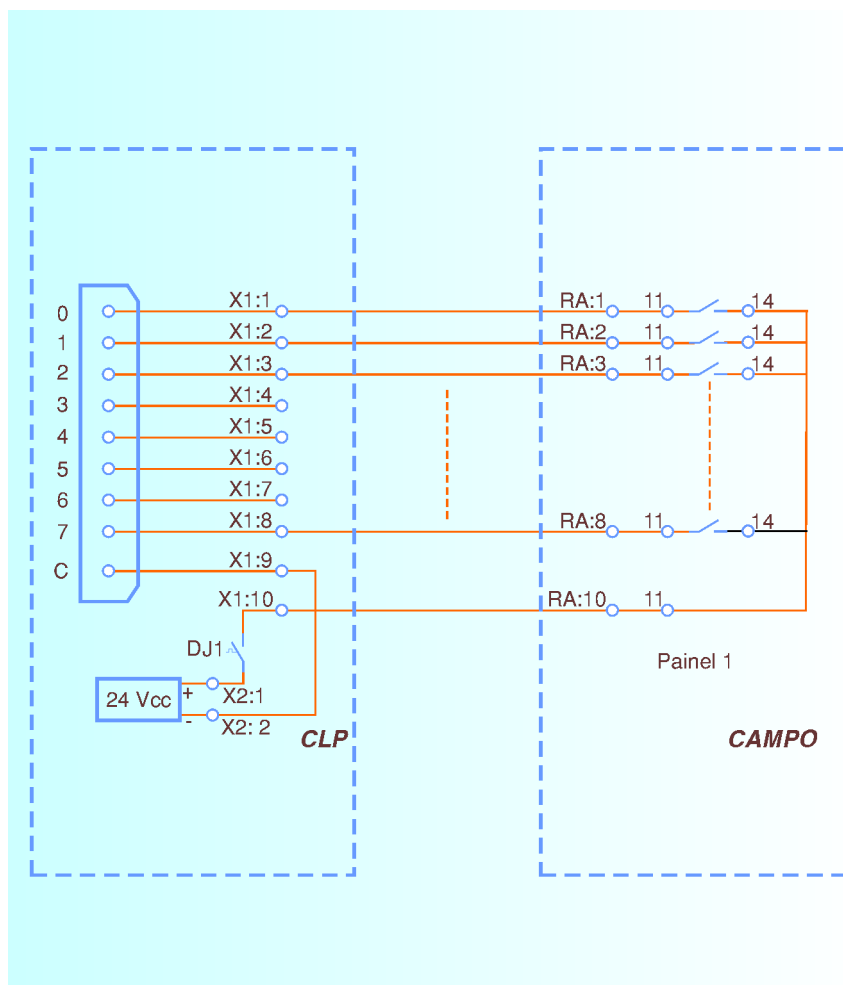 0 X1:1 RA:1 11 14
1 X1:2 RA:2 11 14
2 X1:3 RA:3 11 14
3 X1:4
4 X1:5
5 X1:6
6 X1:7
7 X1:8 RA:8 11 14
C X1:9
X1:10 RA:10 11
DJ1
Painel 1
24 Vcc + X2:1
- X2: 2
CLP CAMPO